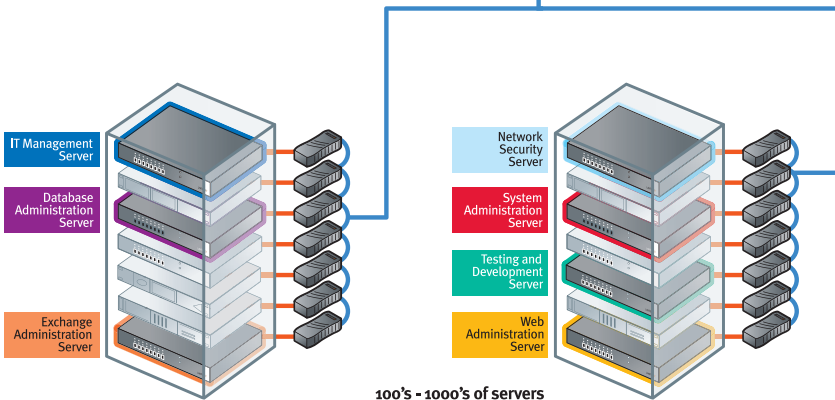 IT Management
Server
Database
Administration
Server
Exchange
Administration
Server
Network
Security
Server
System
Administration
Server
Testing and
Development
Server
Web
Administration
Server
100's - 1000's of servers